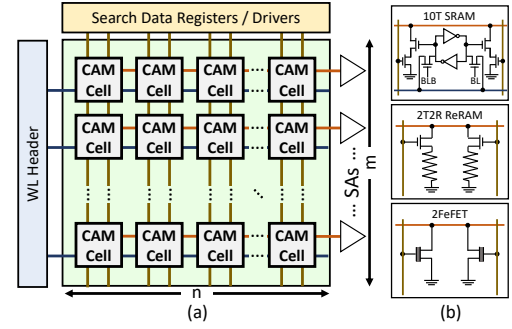 Search Data Registers / Drivers
WL Header
CAM Cell
CAM Cell
CAM Cell
CAM Cell
CAM Cell
CAM Cell
CAM Cell
CAM Cell
CAM Cell
CAM Cell
CAM Cell
CAM Cell
SAs
m
n
(a)
10T SRAM
BLB
BL
2T2R ReRAM
2FeFET
(b)